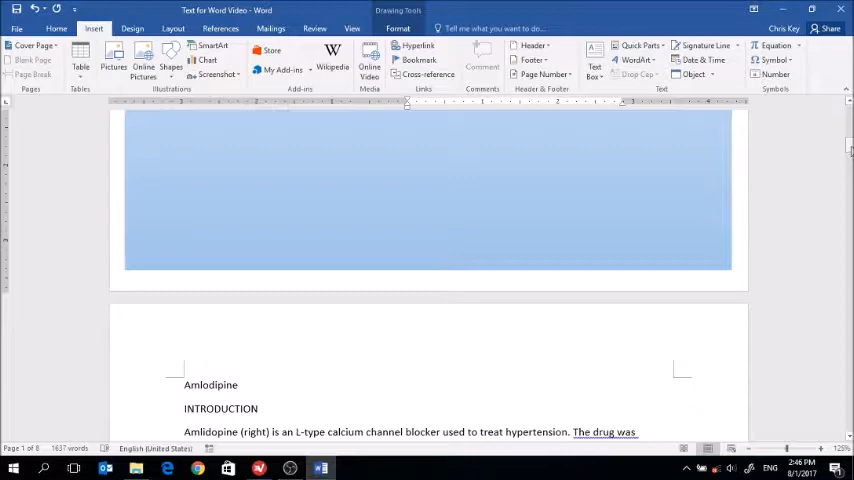 Text for Word Video - Word
Drawing Tools
File Home Insert Design Layout References Mailings Review View Format Tell me what you want to do... Chris Key Share
Cover Page
Blank Page
Page Break
Pages
Table
Tables
Pictures
Online Pictures
Shapes
SmartArt
Chart
Screenshot
Illustrations
Store
My Add-ins
Wikipedia
Add-ins
Online Video
Media
Hyperlink
Bookmark
Cross-reference
Links
Comment
Comments
Header
Footer
Page Number
Header & Footer
Text Box
Quick Parts
WordArt
Drop Cap
Signature Line
Date & Time
Object
Text
Equation
Symbol
Number
Symbols
Amlodipine
INTRODUCTION
Amlidipine (right) is an L-type calcium channel blocker used to treat hypertension. The drug was
Page 1 of 8 1637 words English (United States) 125%
ENG 2:46 PM
8/1/2017